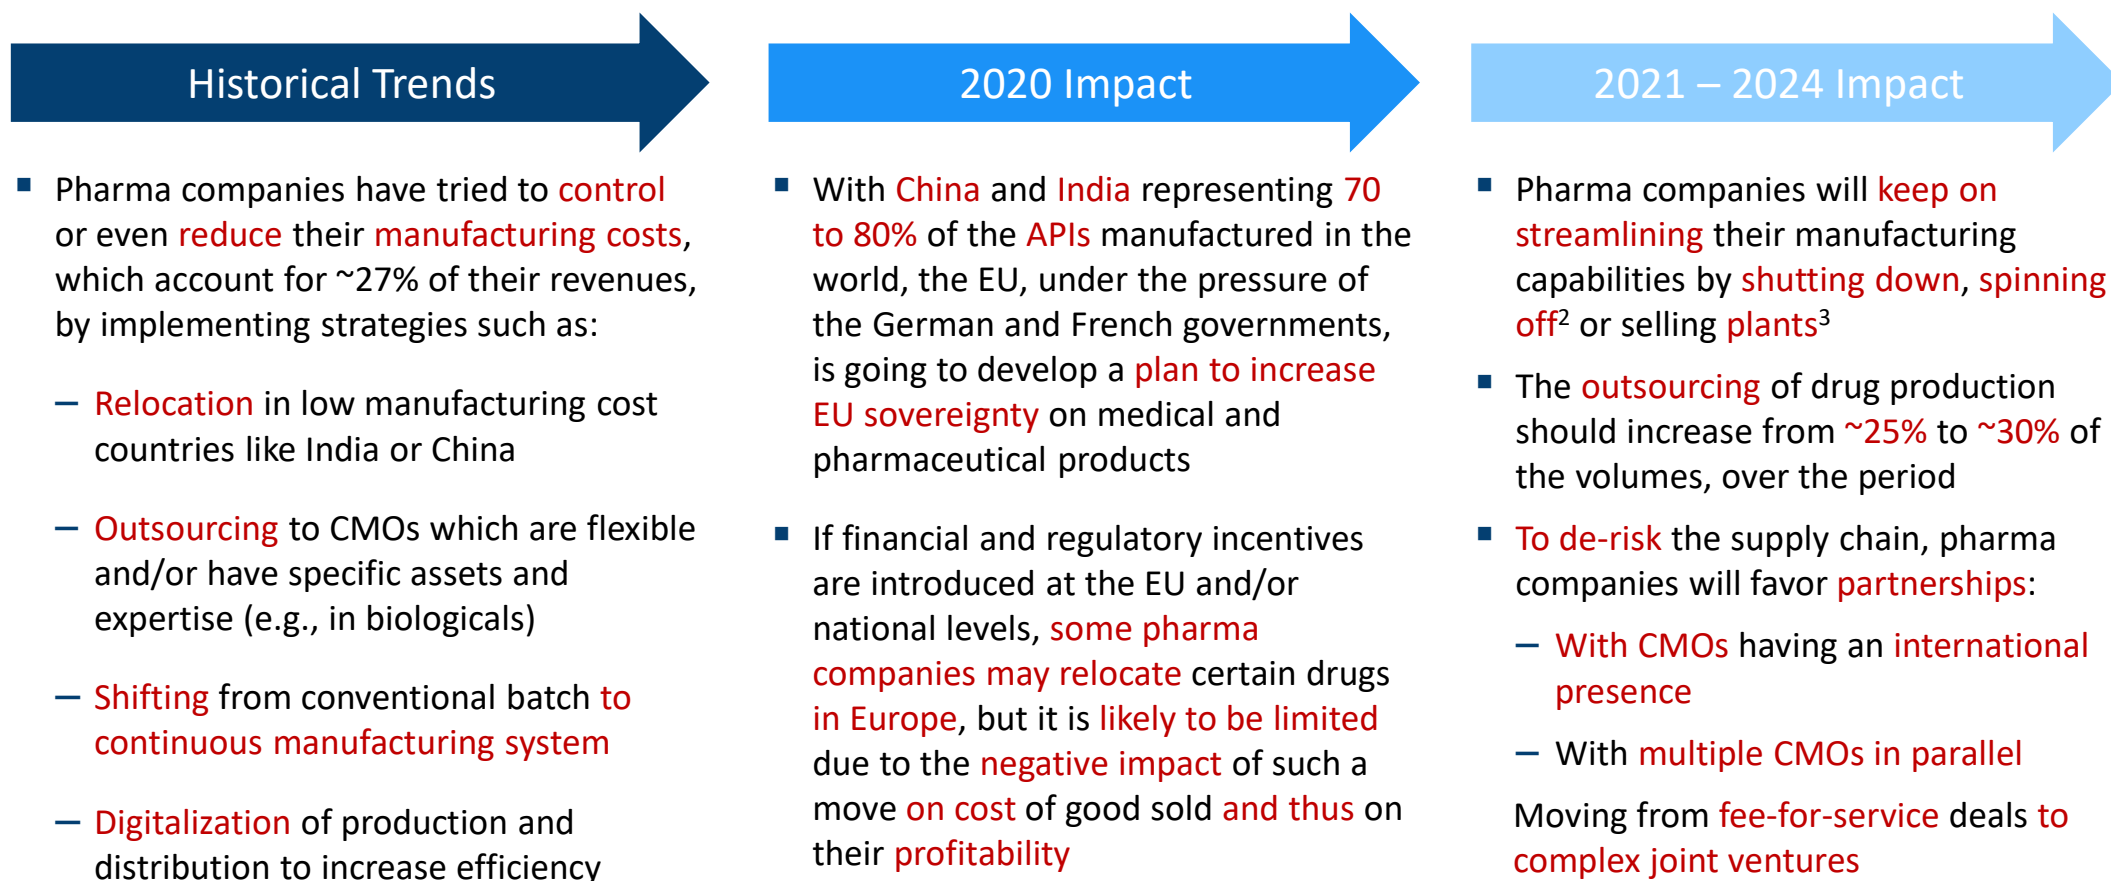 Historical Trends
▪ Pharma companies have tried to control
or even reduce their manufacturing costs,
which account for ~27% of their revenues,
by implementing strategies such as:
– Relocation in low manufacturing cost
countries like India or China
– Outsourcing to CMOs which are flexible
and/or have specific assets and
expertise (e.g., in biologicals)
– Shifting from conventional batch to
continuous manufacturing system
– Digitalization of production and
distribution to increase efficiency
2020 Impact
▪ With China and India representing 70
to 80% of the APIs manufactured in the
world, the EU, under the pressure of
the German and French governments,
is going to develop a plan to increase
EU sovereignty on medical and
pharmaceutical products
▪ If financial and regulatory incentives
are introduced at the EU and/or
national levels, some pharma
companies may relocate certain drugs
in Europe, but it is likely to be limited
due to the negative impact of such a
move on cost of good sold and thus on
their profitability
2021 – 2024 Impact
▪ Pharma companies will keep on
streamlining their manufacturing
capabilities by shutting down, spinning
off² or selling plants³
▪ The outsourcing of drug production
should increase from ~25% to ~30% of
the volumes, over the period
▪ To de-risk the supply chain, pharma
companies will favor partnerships:
– With CMOs having an international
presence
– With multiple CMOs in parallel
Moving from fee-for-service deals to
complex joint ventures